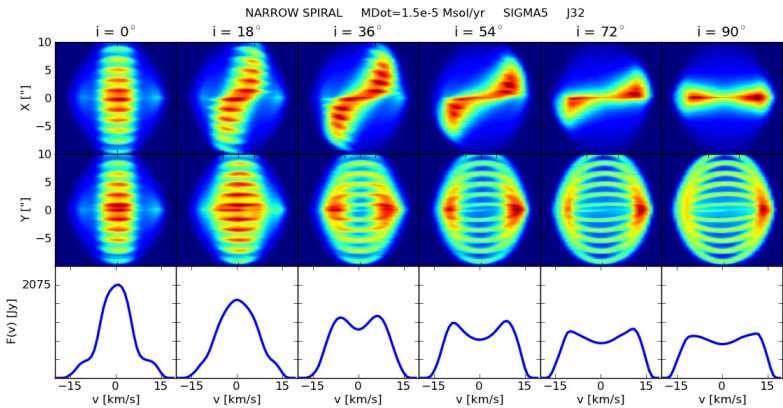 NARROW SPIRAL MDot=1.5e-5 Msol/yr SIGMA5 J32
i = 0° i = 18° i = 36° i = 54° i = 72° i = 90°
10
5
X ["]
0
−5
10
5
Y ["]
0
−5
2075
F(v) [Jy]
−15 0 15 −15 0 15 −15 0 15 −15 0 15 −15 0 15 −15 0 15
v [km/s] v [km/s] v [km/s] v [km/s] v [km/s] v [km/s]